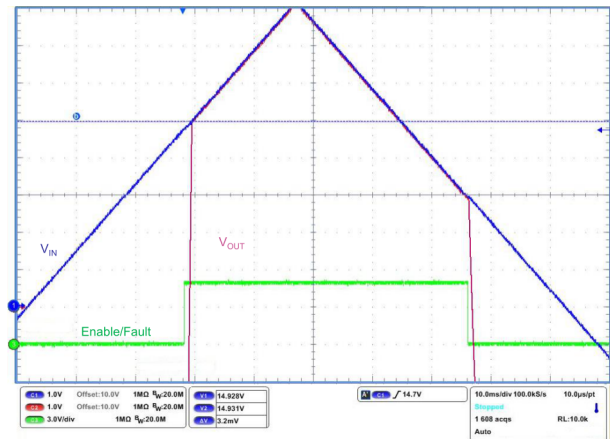 b
V_IN
V_OUT
1
Enable/Fault
C1 1.0V Offset:10.0V 1MΩ BW:20.0M
C2 1.0V Offset:10.0V 1MΩ BW:20.0M
C3 3.0V/div 1MΩ BW:20.0M
V1 14.928V
V2 14.931V
ΔV 3.2mV
A' C1 ∫ 14.7V
10.0ms/div 100.0kS/s 10.0µs/pt
Stopped
1 608 acqs RL:10.0k
Auto